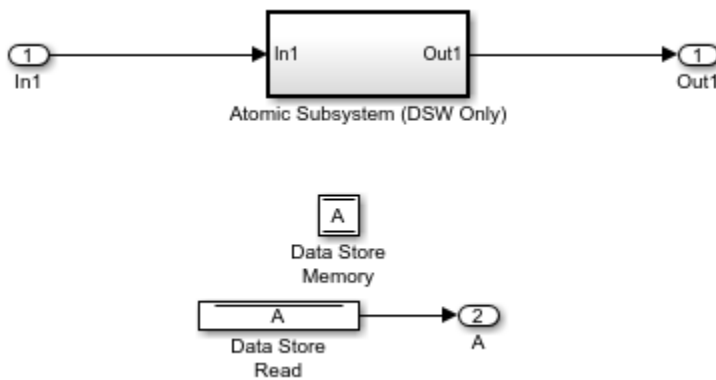 1
In1
In1 Out1
1
Out1
Atomic Subsystem (DSW Only)
A
Data Store
Memory
A
Data Store
Read
2
A